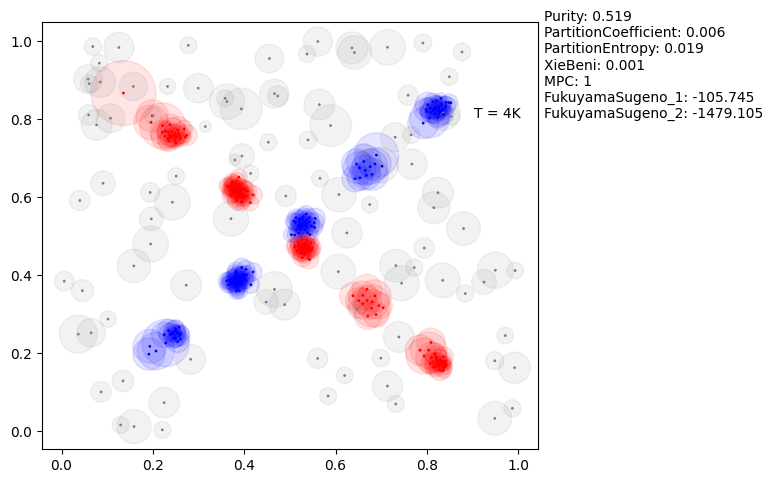 Purity: 0.519
PartitionCoefficient: 0.006
PartitionEntropy: 0.019
XieBeni: 0.001
MPC: 1
FukuyamaSugeno_1: -105.745
FukuyamaSugeno_2: -1479.105
T = 4K
1.0
0.8
0.6
0.4
0.2
0.0
0.0 0.2 0.4 0.6 0.8 1.0